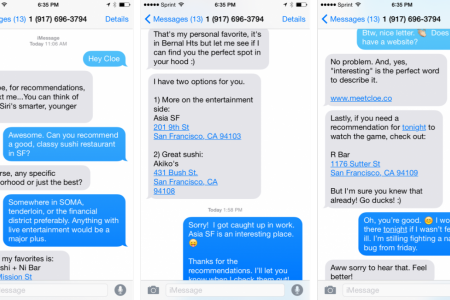 6:35 PM
Messages (13) 1 (917) 696-3794 Details
iMessage
Today 11:06 AM
Hey Cloe
for recommendations,
me...You can think of
Siri's smarter, younger
Awesome. Can you recommend
a good, classy sushi restaurant
in SF?
any specific
or just the best?
Somewhere in SOMA,
tenderloin, or the financial
district preferably. Anything with
live entertainment would be a
major plus.
my favorites is:
+ Ni Bar
Mission St
iMessage
Sprint 6:35 PM
Messages (13) 1 (917) 696-3794 Details
That's my personal favorite, it's
in Bernal Hts but let me see if I
can find you the perfect spot in
your hood :)
I have two options for you.
1) More on the entertainment
side:
Asia SF
201 9th St
San Francisco, CA 94103
2) Great sushi:
Akiko's
431 Bush St,
San Francisco, CA
94108
Today 1:58 PM
Sorry! I got caught up in work.
Asia SF is an interesting place.
😄
Thanks for the
recommendations. I'll let you
know when I check them out!
iMessage
Sprint 6:35 PM
Messages (13) 1 (917) 696-3794
Btw, nice letter 👏 Does
have a website?
No problem. And, yes,
"interesting" is the perfect word
to describe it.
www.meetcloe.co
Lastly, if you need a
recommendation for tonight to
watch the game, check out:
R Bar
1176 Sutter St
San Francisco, CA 94109
But I'm sure you knew that
already! Go ducks! :)
Oh, you're good. 😄 I wo
there tonight if I wasn't fe
ill. I'm still fighting a na
bug from friday.
Aww sorry to hear that. Feel
better!
iMessage